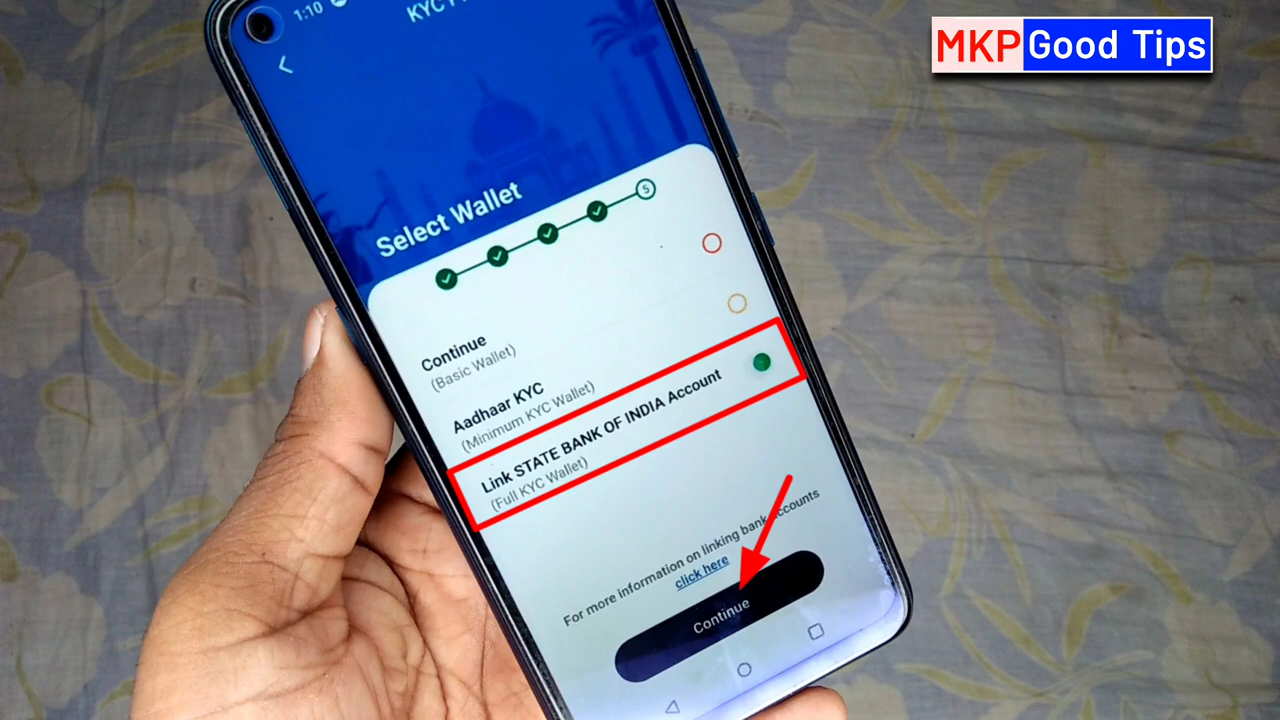 1:10
KYC
MKP Good Tips
Select Wallet
5
Continue
(Basic Wallet)
Aadhaar KYC
(Minimum KYC Wallet)
Link STATE BANK OF INDIA Account
(Full KYC Wallet)
For more information on linking bank accounts
click here
Continue